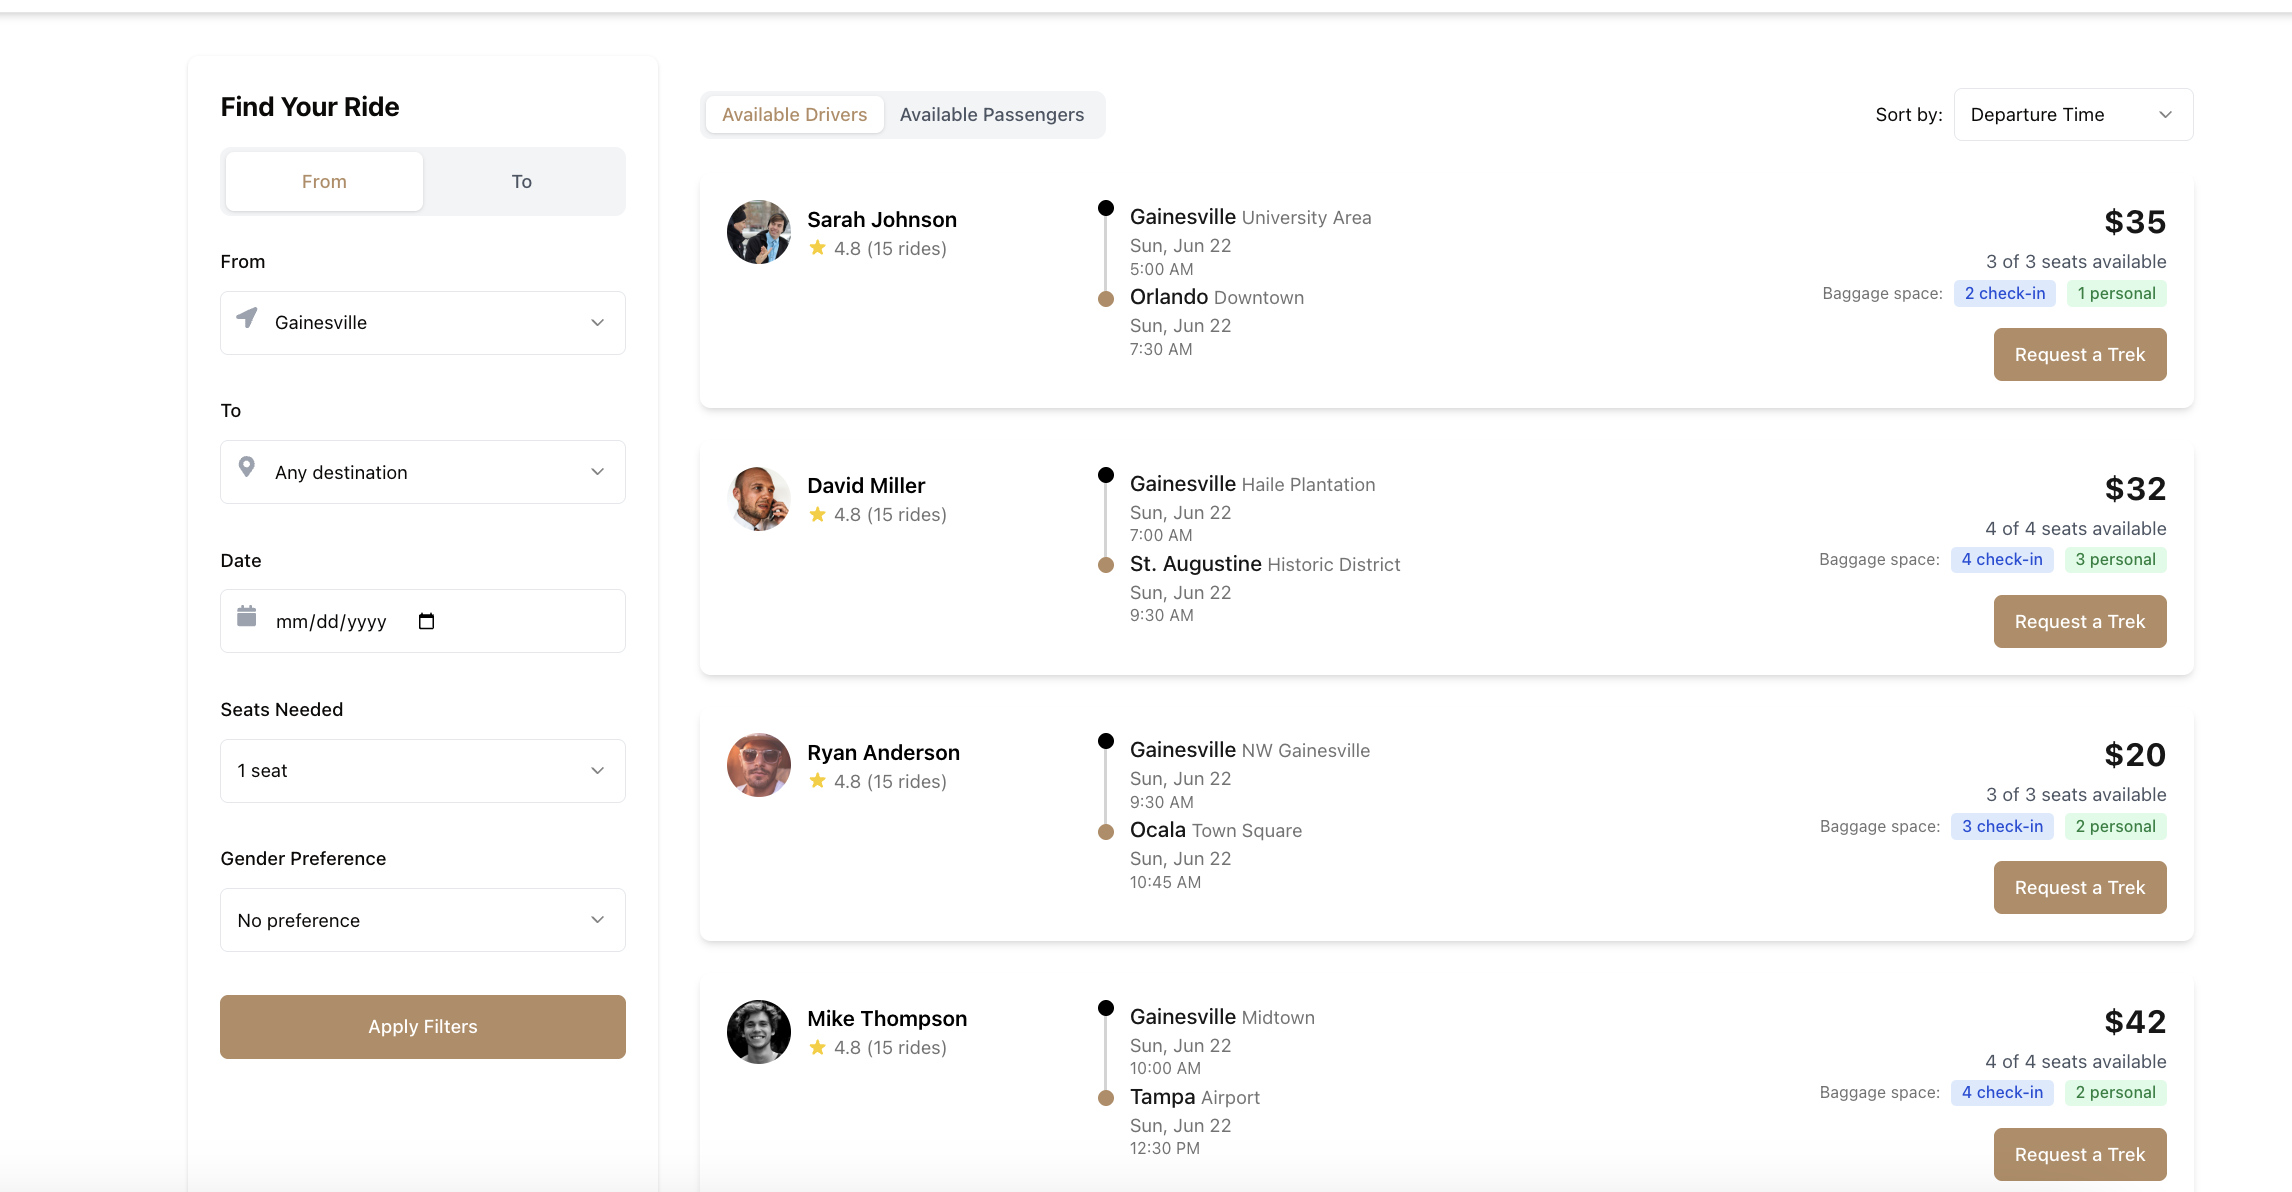 Find Your Ride
From To
From
Gainesville
To
Any destination
Date
mm/dd/yyyy
Seats Needed
1 seat
Gender Preference
No preference
Apply Filters
Available Drivers Available Passengers
Sort by: Departure Time
Sarah Johnson
4.8 (15 rides)
Gainesville University Area
Sun, Jun 22
5:00 AM
Orlando Downtown
Sun, Jun 22
7:30 AM
$35
3 of 3 seats available
Baggage space: 2 check-in 1 personal
Request a Trek
David Miller
4.8 (15 rides)
Gainesville Haile Plantation
Sun, Jun 22
7:00 AM
St. Augustine Historic District
Sun, Jun 22
9:30 AM
$32
4 of 4 seats available
Baggage space: 4 check-in 3 personal
Request a Trek
Ryan Anderson
4.8 (15 rides)
Gainesville NW Gainesville
Sun, Jun 22
9:30 AM
Ocala Town Square
Sun, Jun 22
10:45 AM
$20
3 of 3 seats available
Baggage space: 3 check-in 2 personal
Request a Trek
Mike Thompson
4.8 (15 rides)
Gainesville Midtown
Sun, Jun 22
10:00 AM
Tampa Airport
Sun, Jun 22
12:30 PM
$42
4 of 4 seats available
Baggage space: 4 check-in 2 personal
Request a Trek